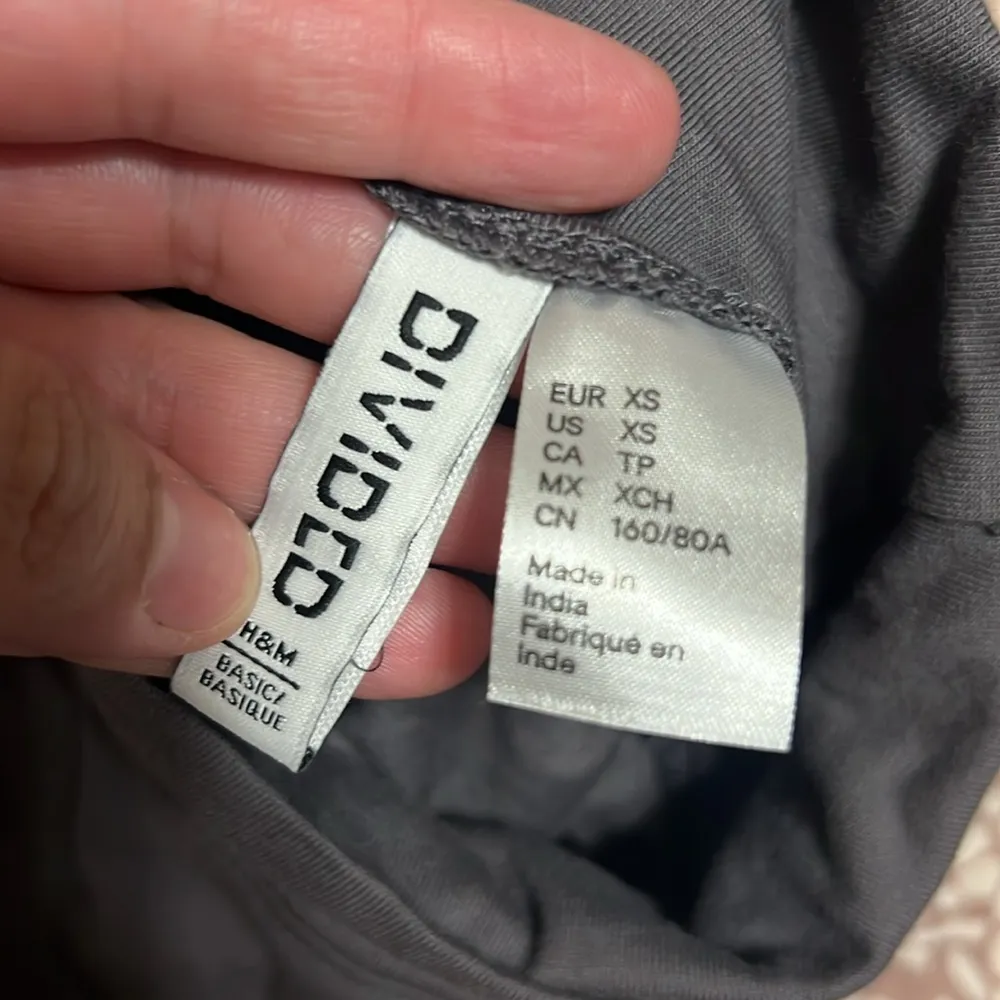 DIVIDED
H&M
BASIC/
BASIQUE
EUR XS
US XS
CA TP
MX XCH
CN 160/80A
Made in
India
Fabriqué en
Inde